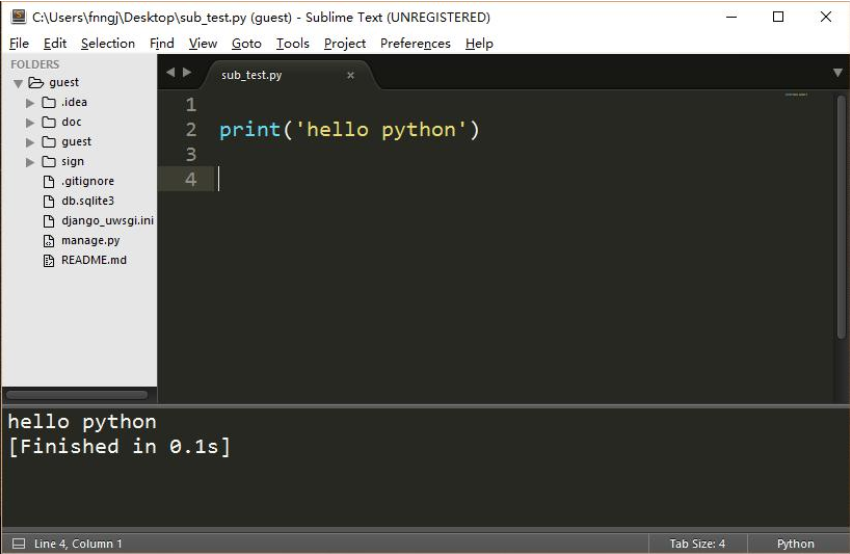 C:\Users\fnngj\Desktop\sub_test.py (guest) - Sublime Text (UNREGISTERED)
File Edit Selection Find View Goto Tools Project Preferences Help
FOLDERS
guest
.idea
doc
guest
sign
.gitignore
db.sqlite3
django_uwsgi.ini
manage.py
README.md
sub_test.py ×
1
2 print('hello python')
3
4
hello python
[Finished in 0.1s]
Line 4, Column 1 Tab Size: 4 Python